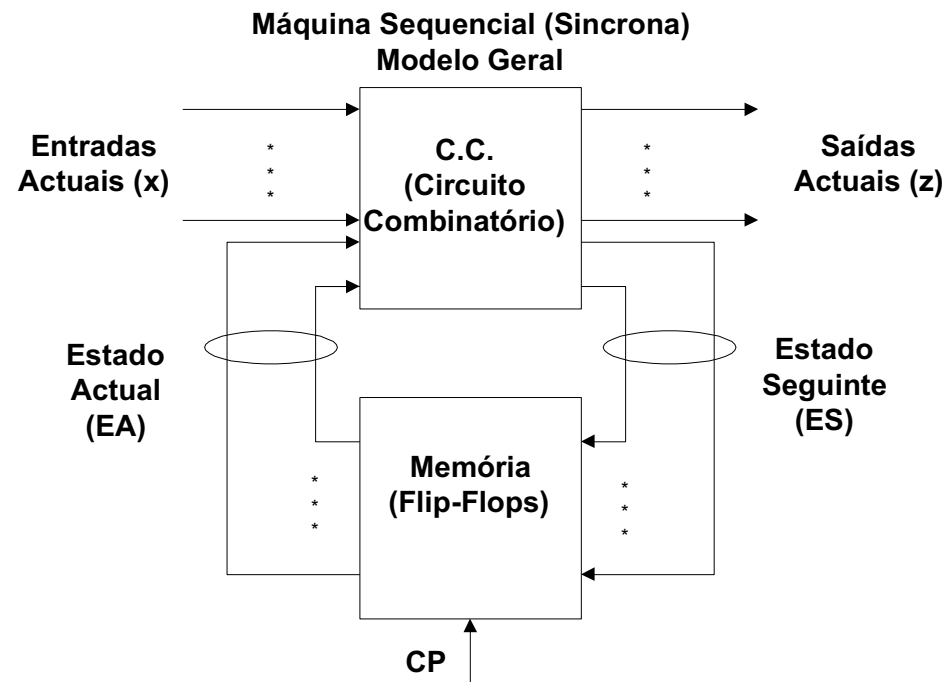 Máquina Sequencial (Sincrona)
Modelo Geral
Entradas
Actuais (x)
*
*
*
C.C.
(Circuito
Combinatório)
*
*
*
Saídas
Actuais (z)
Estado
Actual
(EA)
Estado
Seguinte
(ES)
*
*
*
Memória
(Flip-Flops)
*
*
*
CP